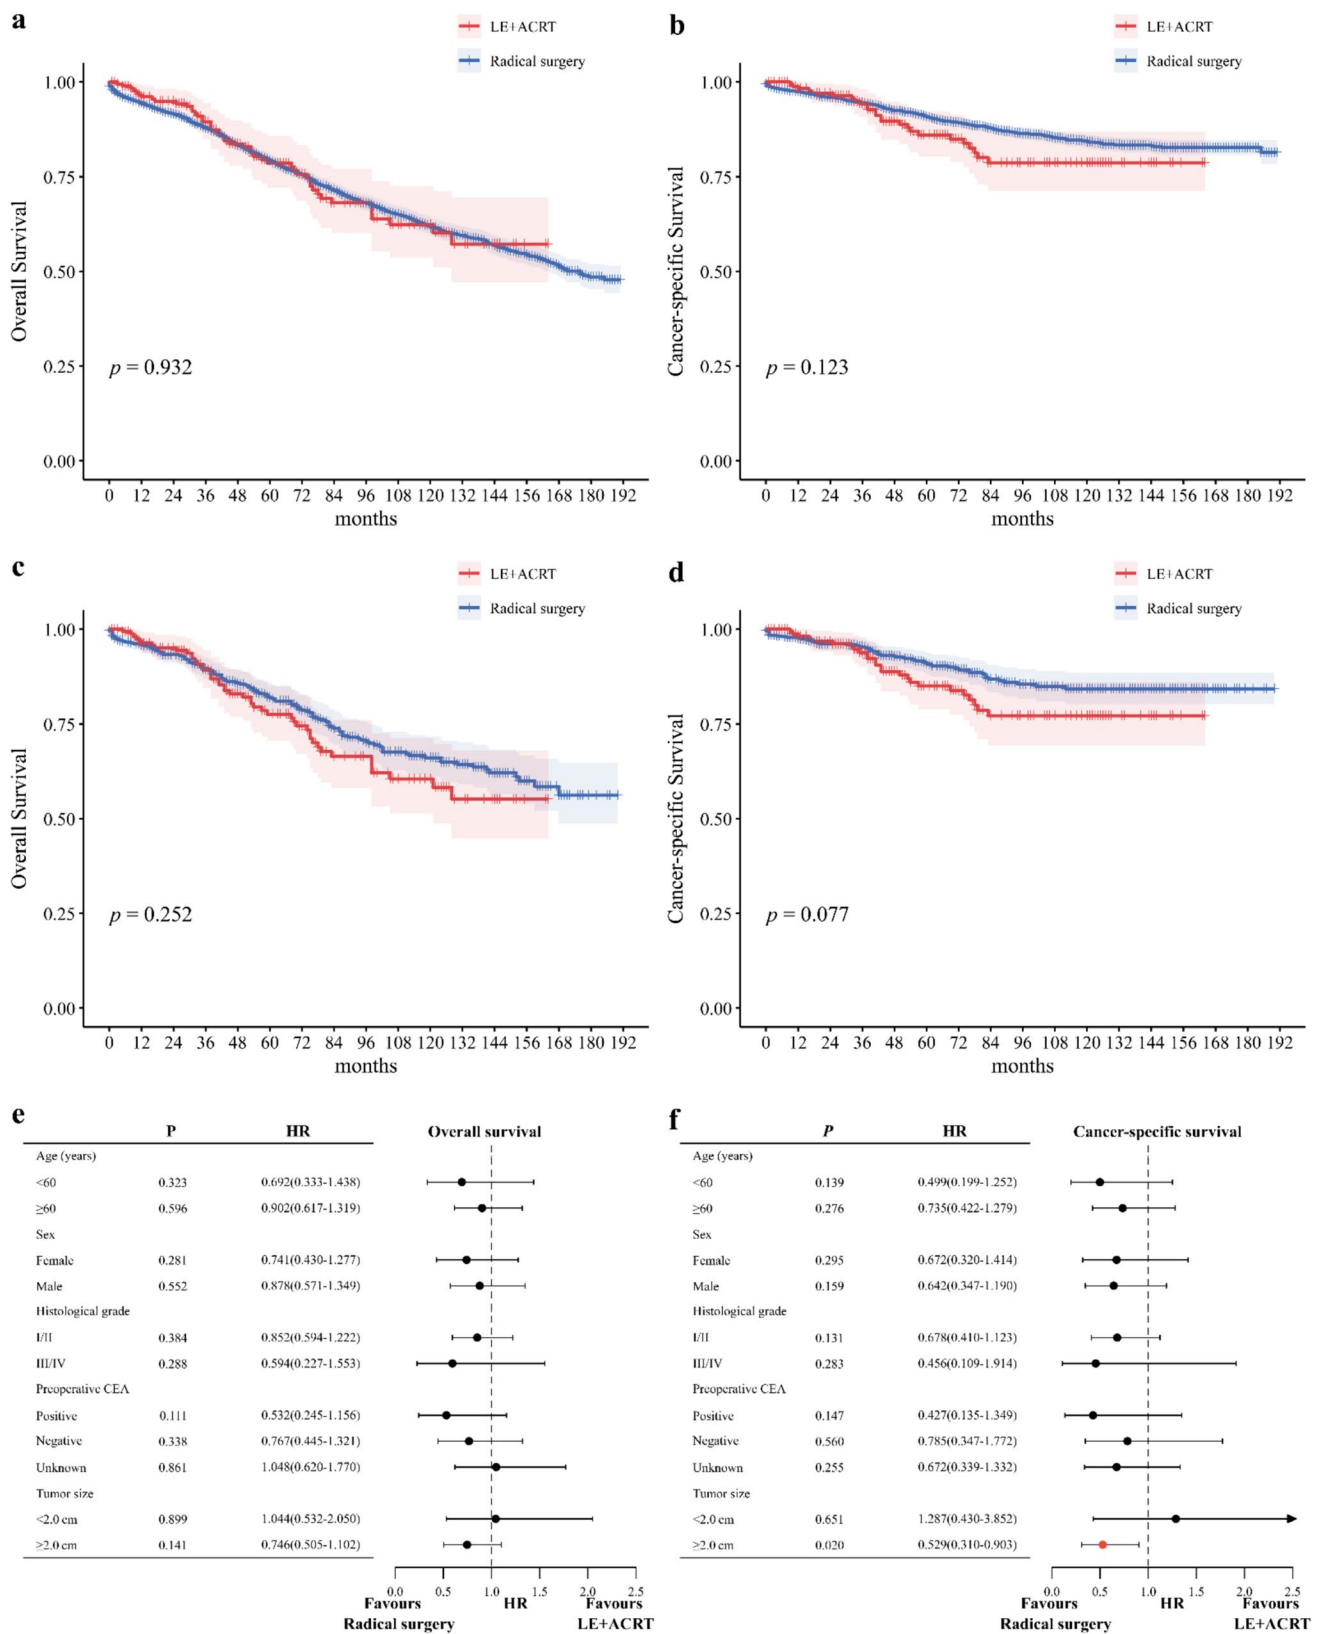 a
LE+ACRT
Radical surgery
1.00
0.75
0.50
0.25
0.00
Overall Survival
p = 0.932
0 12 24 36 48 60 72 84 96 108 120 132 144 156 168 180 192
months
b
LE+ACRT
Radical surgery
1.00
0.75
0.50
0.25
0.00
Cancer-specific Survival
p = 0.123
0 12 24 36 48 60 72 84 96 108 120 132 144 156 168 180 192
months
c
LE+ACRT
Radical surgery
1.00
0.75
0.50
0.25
0.00
Overall Survival
p = 0.252
0 12 24 36 48 60 72 84 96 108 120 132 144 156 168 180 192
months
d
LE+ACRT
Radical surgery
1.00
0.75
0.50
0.25
0.00
Cancer-specific Survival
p = 0.077
0 12 24 36 48 60 72 84 96 108 120 132 144 156 168 180 192
months
e
P HR Overall survival
Age (years)
<60 0.323 0.692(0.333-1.438)
≥60 0.596 0.902(0.617-1.319)
Sex
Female 0.281 0.741(0.430-1.277)
Male 0.552 0.878(0.571-1.349)
Histological grade
I/II 0.384 0.852(0.594-1.222)
III/IV 0.288 0.594(0.227-1.553)
Preoperative CEA
Positive 0.111 0.532(0.245-1.156)
Negative 0.338 0.767(0.445-1.321)
Unknown 0.861 1.048(0.620-1.770)
Tumor size
<2.0 cm 0.899 1.044(0.532-2.050)
≥2.0 cm 0.141 0.746(0.505-1.102)
0.0 0.5 1.0 1.5 2.0 2.5
Favours HR Favours
Radical surgery LE+ACRT
f
P HR Cancer-specific survival
Age (years)
<60 0.139 0.499(0.199-1.252)
≥60 0.276 0.735(0.422-1.279)
Sex
Female 0.295 0.672(0.320-1.414)
Male 0.159 0.642(0.347-1.190)
Histological grade
I/II 0.131 0.678(0.410-1.123)
III/IV 0.283 0.456(0.109-1.914)
Preoperative CEA
Positive 0.147 0.427(0.135-1.349)
Negative 0.560 0.785(0.347-1.772)
Unknown 0.255 0.672(0.339-1.332)
Tumor size
<2.0 cm 0.651 1.287(0.430-3.852)
≥2.0 cm 0.020 0.529(0.310-0.903)
0.0 0.5 1.0 1.5 2.0 2.5
Favours HR Favours
Radical surgery LE+ACRT